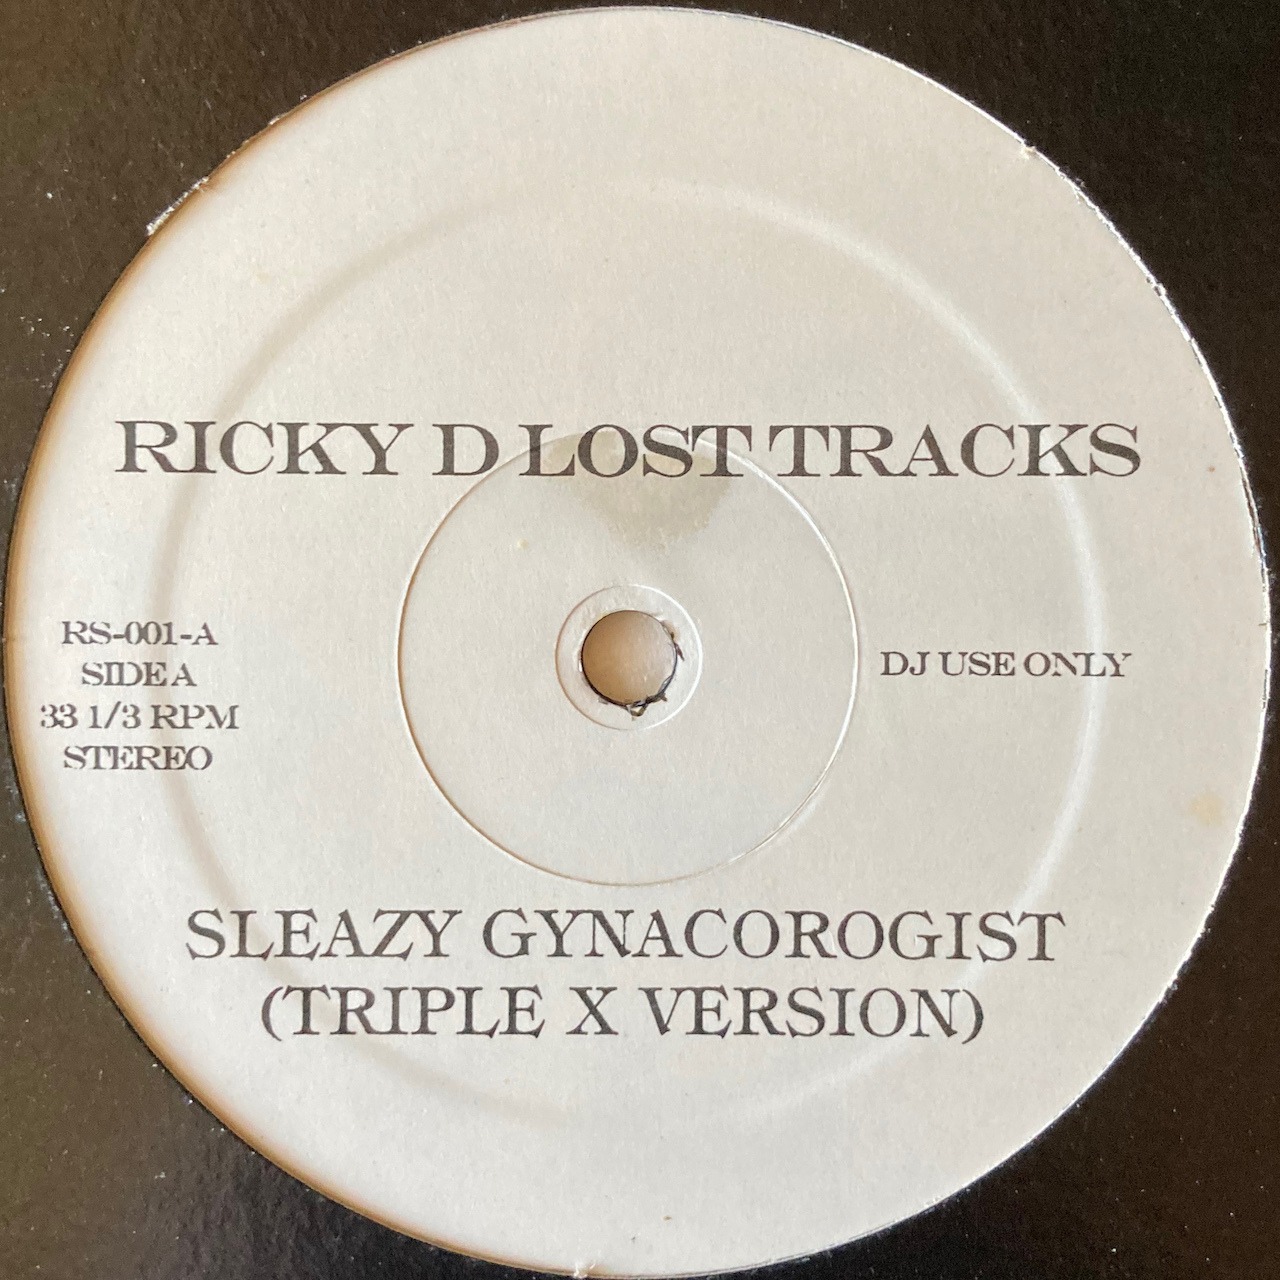 RICKY D LOST TRACKS
RS-001-A
SIDE A
33 1/3 RPM
STEREO
DJ USE ONLY
SLEAZY GYNACOROGIST
(TRIPLE X VERSION)